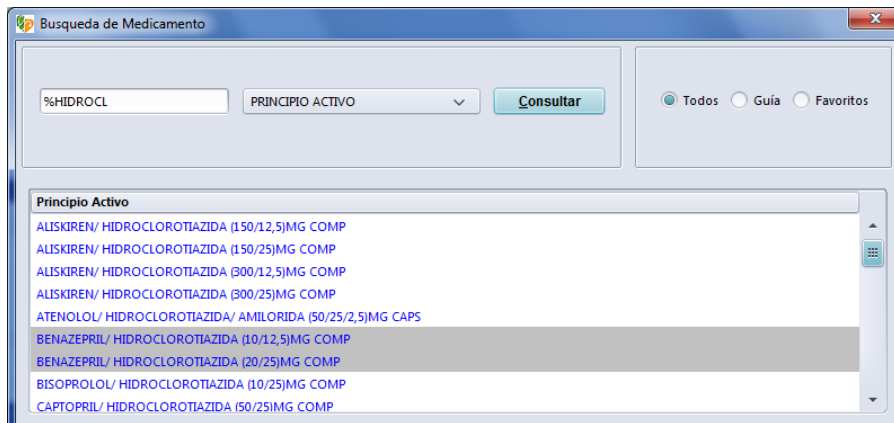 Busqueda de Medicamento
%HIDROCL PRINCIPIO ACTIVO Consultar Todos Guía Favoritos
Principio Activo
ALISKIREN/ HIDROCLOROTIAZIDA (150/12,5)MG COMP
ALISKIREN/ HIDROCLOROTIAZIDA (150/25)MG COMP
ALISKIREN/ HIDROCLOROTIAZIDA (300/12,5)MG COMP
ALISKIREN/ HIDROCLOROTIAZIDA (300/25)MG COMP
ATENOLOL/ HIDROCLOROTIAZIDA/ AMILORIDA (50/25/2,5)MG CAPS
BENAZEPRIL/ HIDROCLOROTIAZIDA (10/12,5)MG COMP
BENAZEPRIL/ HIDROCLOROTIAZIDA (20/25)MG COMP
BISOPROLOL/ HIDROCLOROTIAZIDA (10/25)MG COMP
CAPTOPRIL/ HIDROCLOROTIAZIDA (50/25)MG COMP